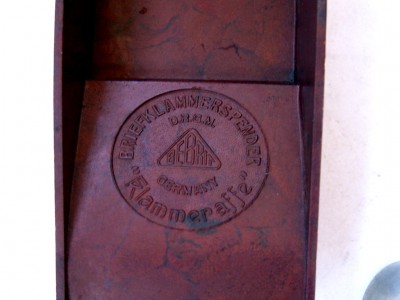 BRIEFKLAMMERSPENDER
D.R.G.M.
GERMANY
"Klammeraffe"